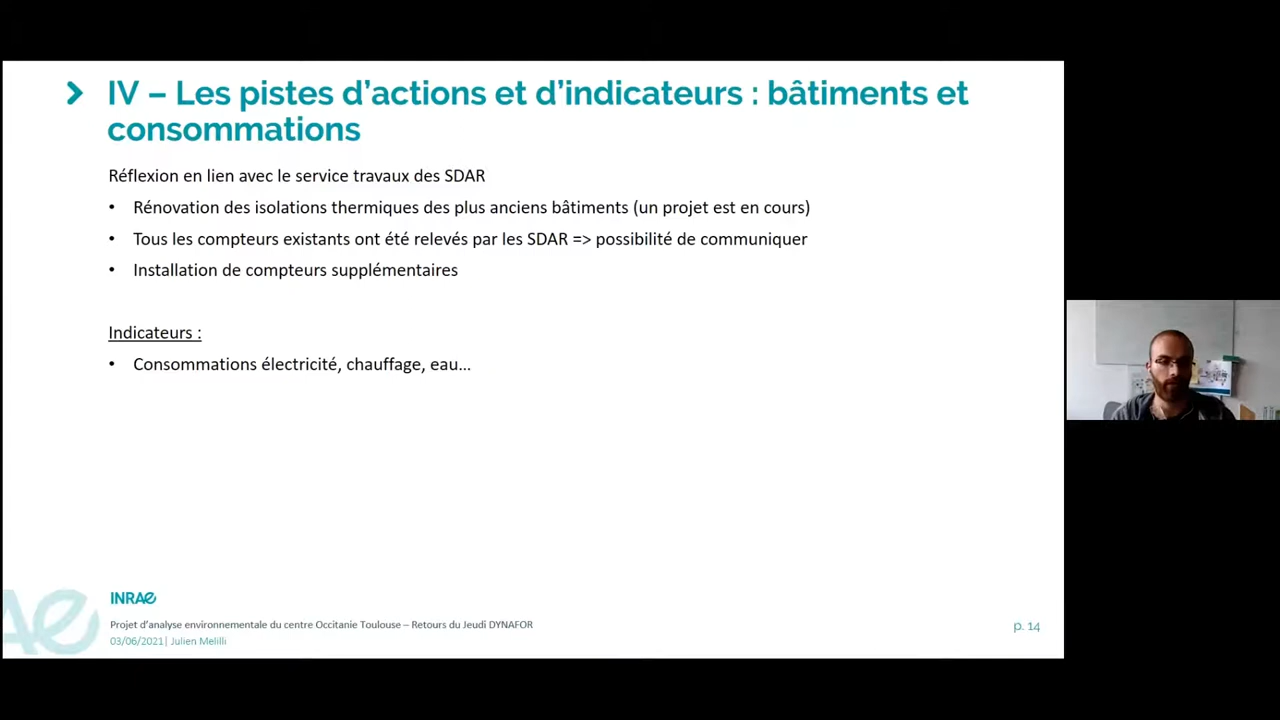 IV – Les pistes d’actions et d’indicateurs : bâtiments et
consommations
Réflexion en lien avec le service travaux des SDAR
• Rénovation des isolations thermiques des plus anciens bâtiments (un projet est en cours)
• Tous les compteurs existants ont été relevés par les SDAR => possibilité de communiquer
• Installation de compteurs supplémentaires
Indicateurs :
• Consommations électricité, chauffage, eau...
INRAE
Projet d’analyse environnementale du centre Occitanie Toulouse – Retours du Jeudi DYNAFOR
03/06/2021| Julien Melilli
p. 14